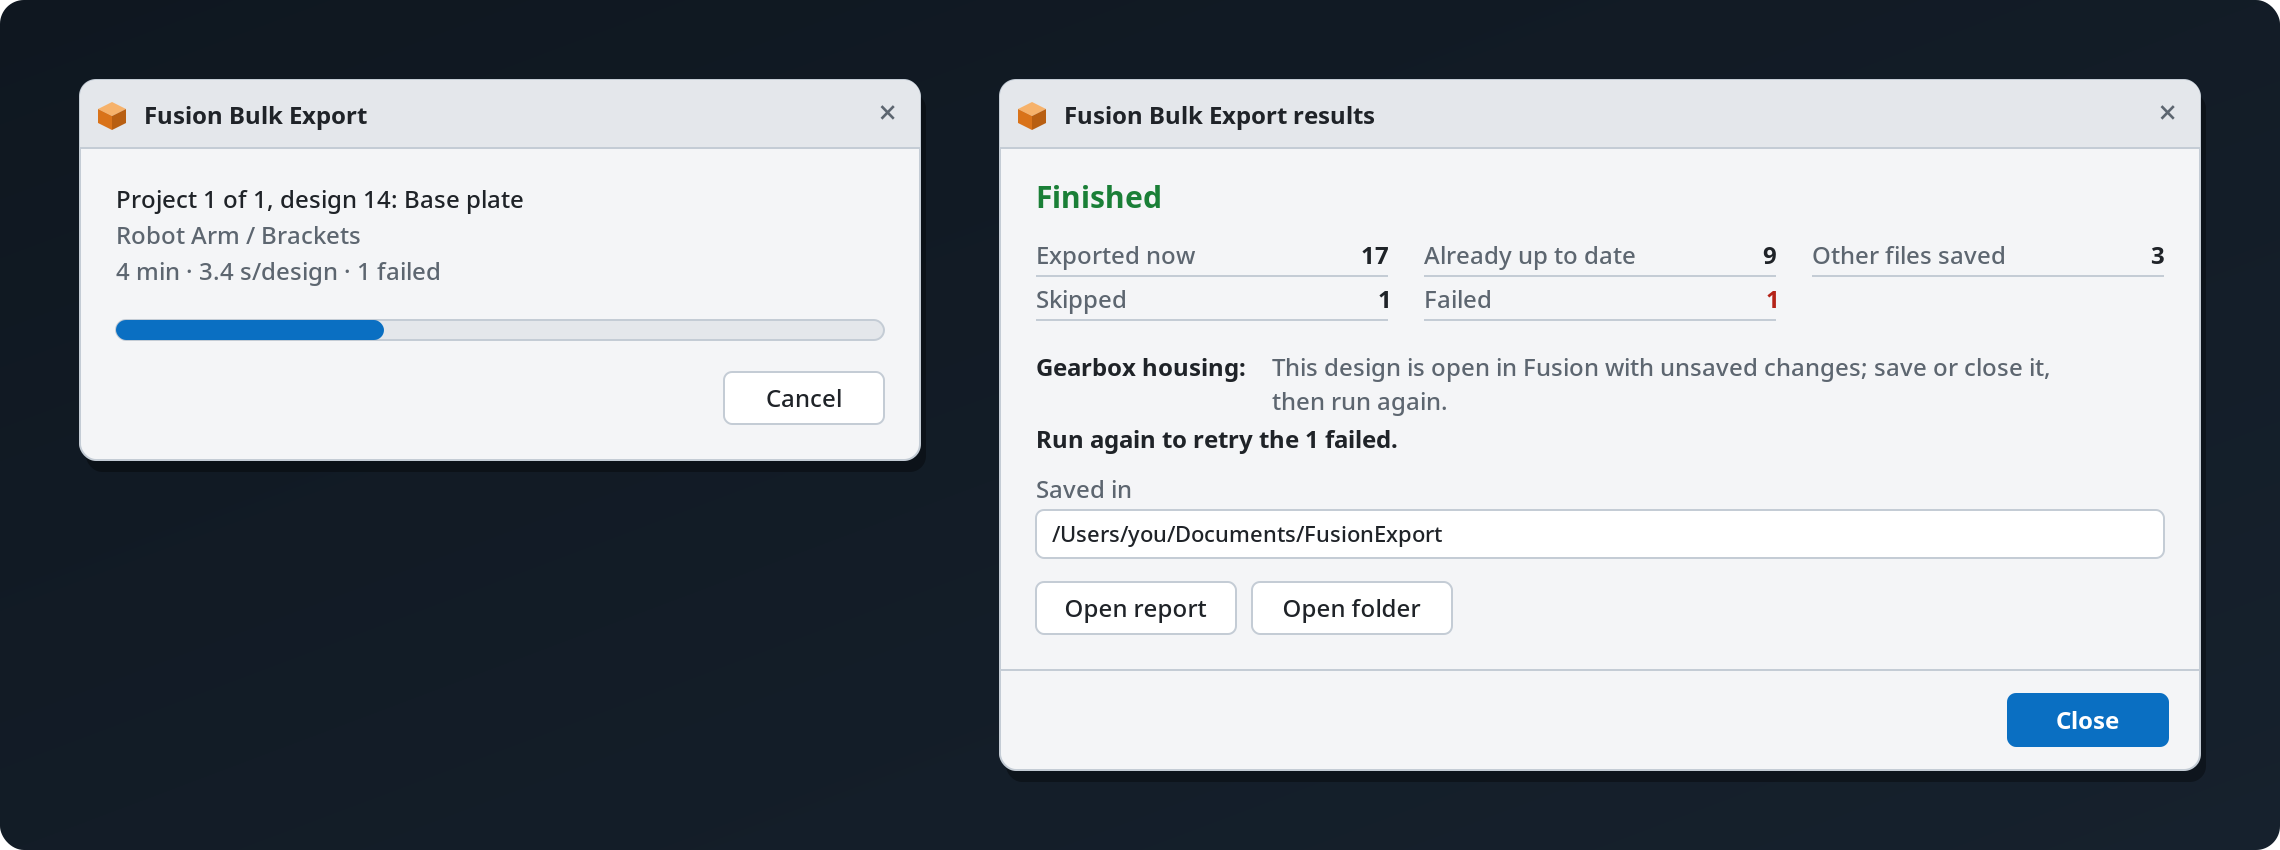 Fusion Bulk Export ×
Project 1 of 1, design 14: Base plate
Robot Arm / Brackets
4 min · 3.4 s/design · 1 failed
Cancel
Fusion Bulk Export results ×
Finished
Exported now 17 Already up to date 9 Other files saved 3
Skipped 1 Failed 1
Gearbox housing: This design is open in Fusion with unsaved changes; save or close it,
then run again.
Run again to retry the 1 failed.
Saved in
/Users/you/Documents/FusionExport
Open report Open folder
Close